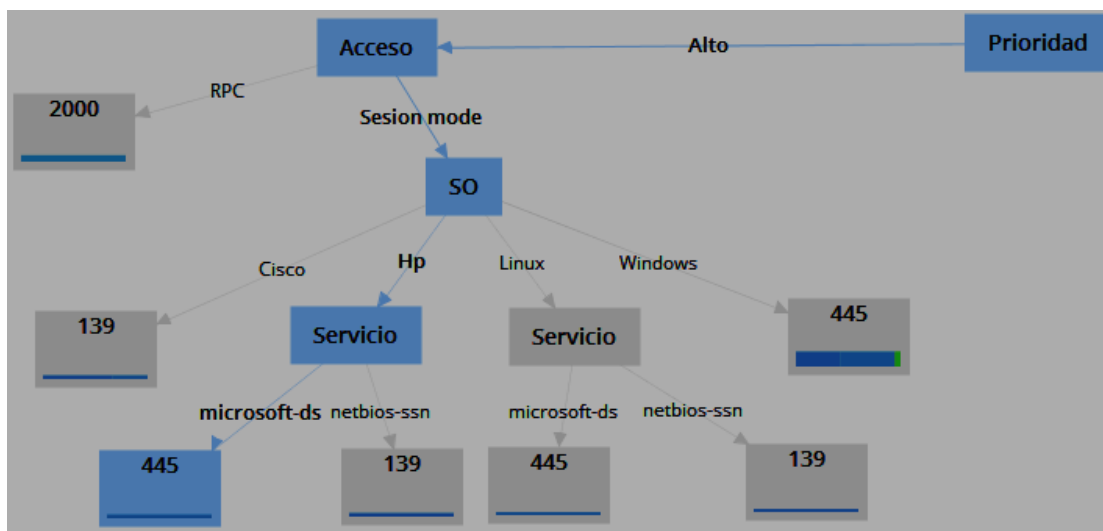 Acceso
Alto
Prioridad
RPC
2000
Sesion mode
SO
Cisco
Hp
Linux
Windows
139
Servicio
Servicio
445
microsoft-ds
netbios-ssn
microsoft-ds
netbios-ssn
445
139
445
139